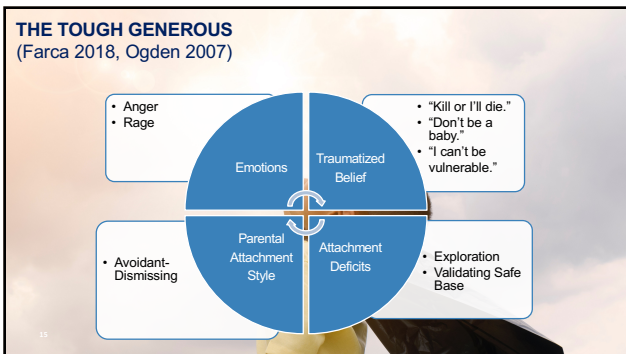 THE TOUGH GENEROUS
(Farca 2018, Ogden 2007)
• Anger
• Rage
Emotions
Traumatized
Belief
• “Kill or I’ll die.”
• “Don’t be a
baby.”
• “I can’t be
vulnerable.”
• Avoidant-
Dismissing
Parental
Attachment
Style
Attachment
Deficits
• Exploration
• Validating Safe
Base
15